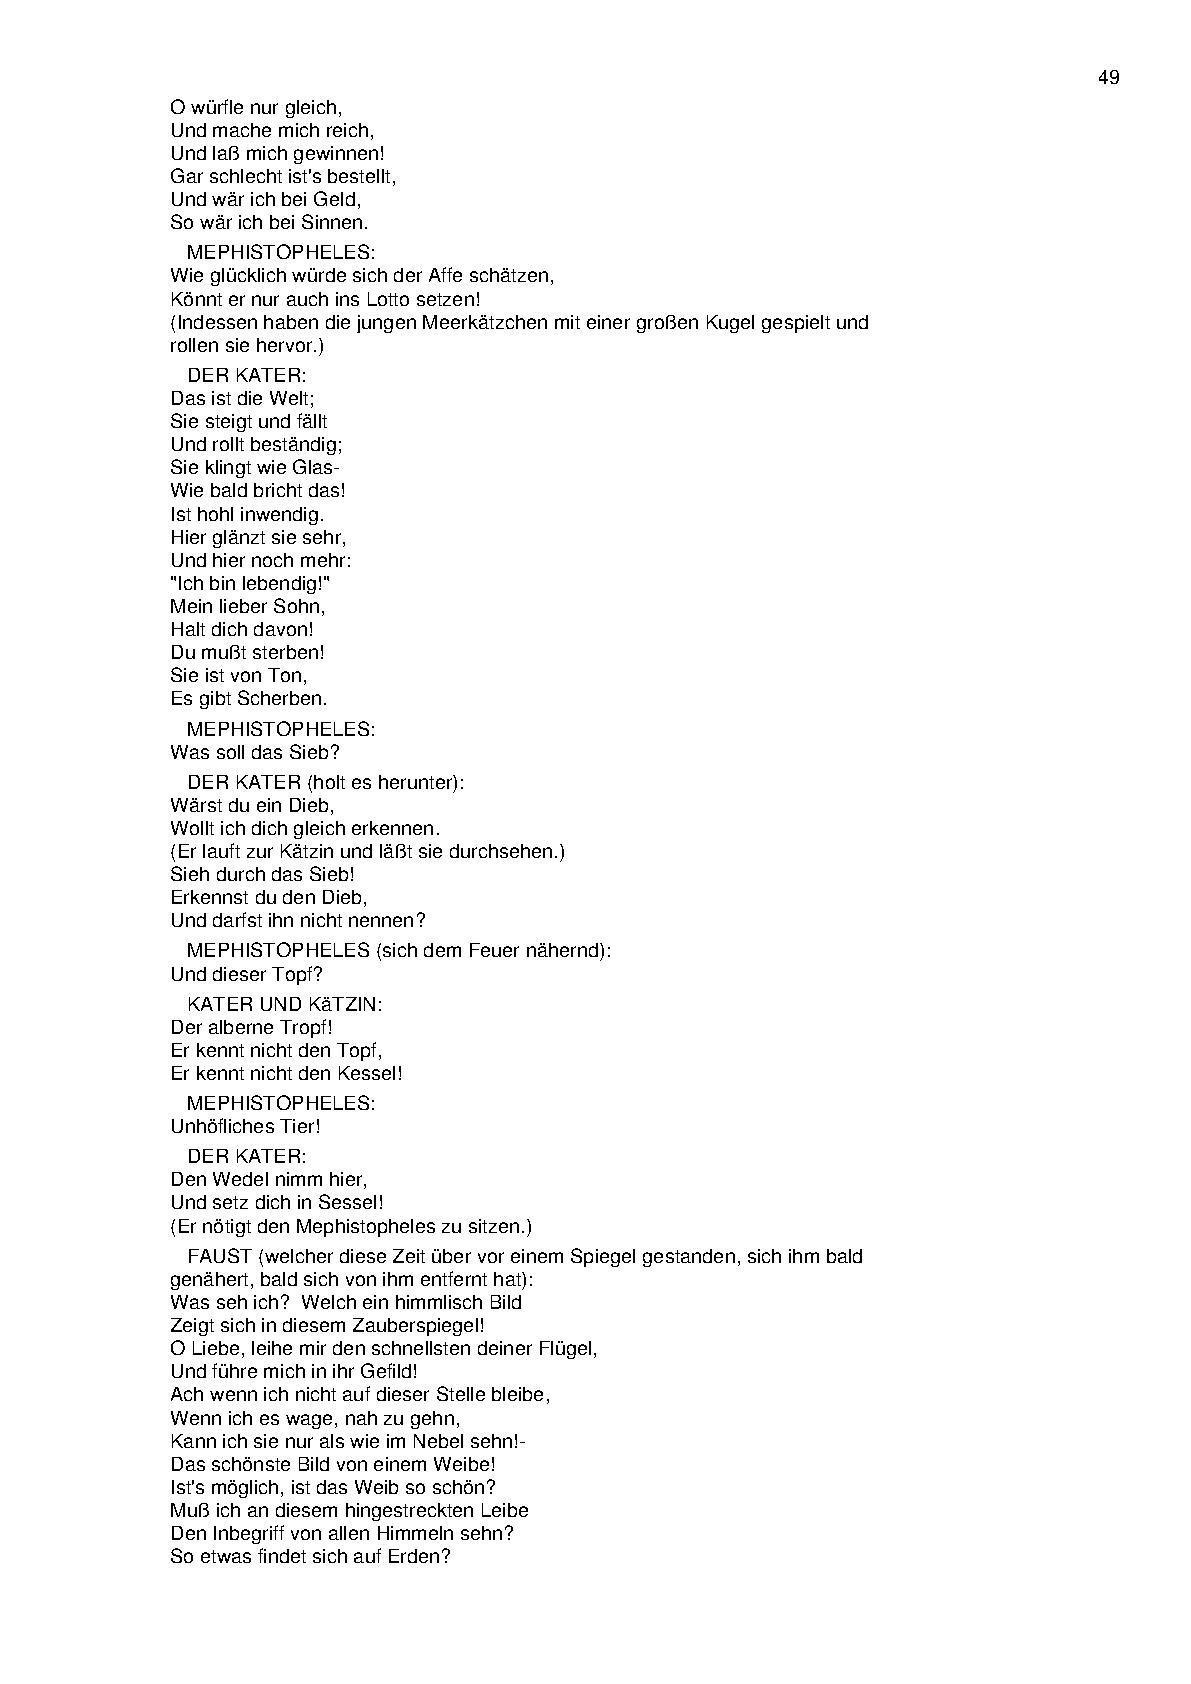 49
O würfle nur gleich,
Und mache mich reich,
Und laß mich gewinnen!
Gar schlecht ist's bestellt,
Und wär ich bei Geld,
So wär ich bei Sinnen.
MEPHISTOPHELES:
Wie glücklich würde sich der Affe schätzen,
Könnt er nur auch ins Lotto setzen!
(Indessen haben die jungen Meerkätzchen mit einer großen Kugel gespielt und
rollen sie hervor.)
DER KATER:
Das ist die Welt;
Sie steigt und fällt
Und rollt beständig;
Sie klingt wie Glas-
Wie bald bricht das!
Ist hohl inwendig.
Hier glänzt sie sehr,
Und hier noch mehr:
"Ich bin lebendig!"
Mein lieber Sohn,
Halt dich davon!
Du mußt sterben!
Sie ist von Ton,
Es gibt Scherben.
MEPHISTOPHELES:
Was soll das Sieb?
DER KATER (holt es herunter):
Wärst du ein Dieb,
Wollt ich dich gleich erkennen.
(Er lauft zur Kätzin und läßt sie durchsehen.)
Sieh durch das Sieb!
Erkennst du den Dieb,
Und darfst ihn nicht nennen?
MEPHISTOPHELES (sich dem Feuer nähernd):
Und dieser Topf?
KATER UND KäTZIN:
Der alberne Tropf!
Er kennt nicht den Topf,
Er kennt nicht den Kessel!
MEPHISTOPHELES:
Unhöfliches Tier!
DER KATER:
Den Wedel nimm hier,
Und setz dich in Sessel!
(Er nötigt den Mephistopheles zu sitzen.)
FAUST (welcher diese Zeit über vor einem Spiegel gestanden, sich ihm bald
genähert, bald sich von ihm entfernt hat):
Was seh ich?  Welch ein himmlisch Bild
Zeigt sich in diesem Zauberspiegel!
O Liebe, leihe mir den schnellsten deiner Flügel,
Und führe mich in ihr Gefild!
Ach wenn ich nicht auf dieser Stelle bleibe,
Wenn ich es wage, nah zu gehn,
Kann ich sie nur als wie im Nebel sehn!-
Das schönste Bild von einem Weibe!
Ist's möglich, ist das Weib so schön?
Muß ich an diesem hingestreckten Leibe
Den Inbegriff von allen Himmeln sehn?
So etwas findet sich auf Erden?